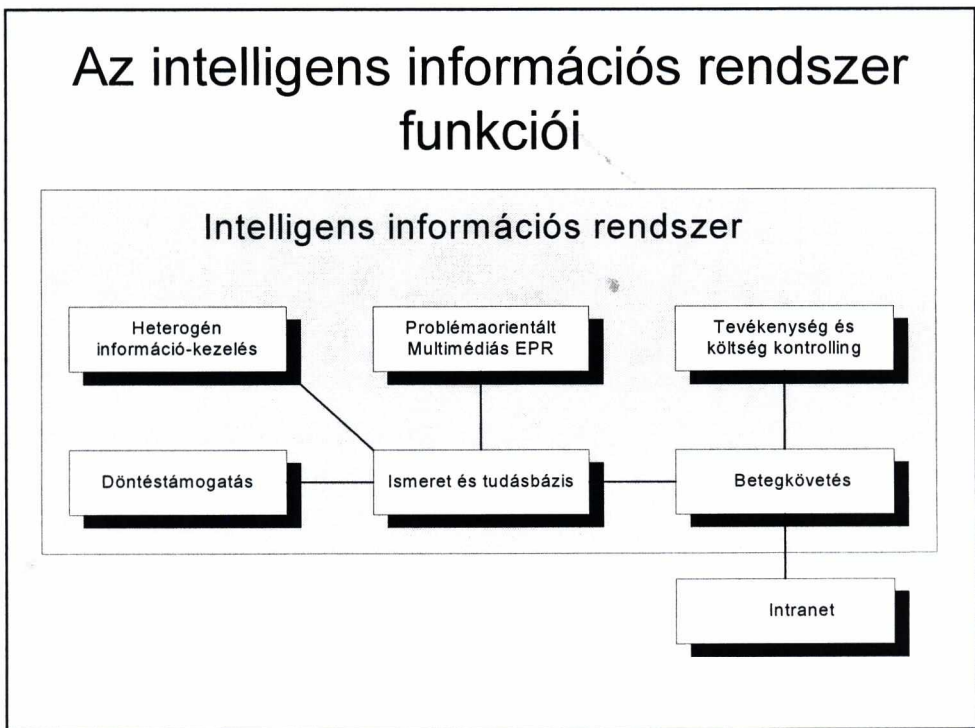 Az intelligens információs rendszer
funkciói
Intelligens információs rendszer
Heterogén
információ-kezelés
Problémaorientált
Multimédiás EPR
Tevékenység és
költség kontrolling
Döntéstámogatás
Ismeret és tudásbázis
Betegkövetés
Intranet